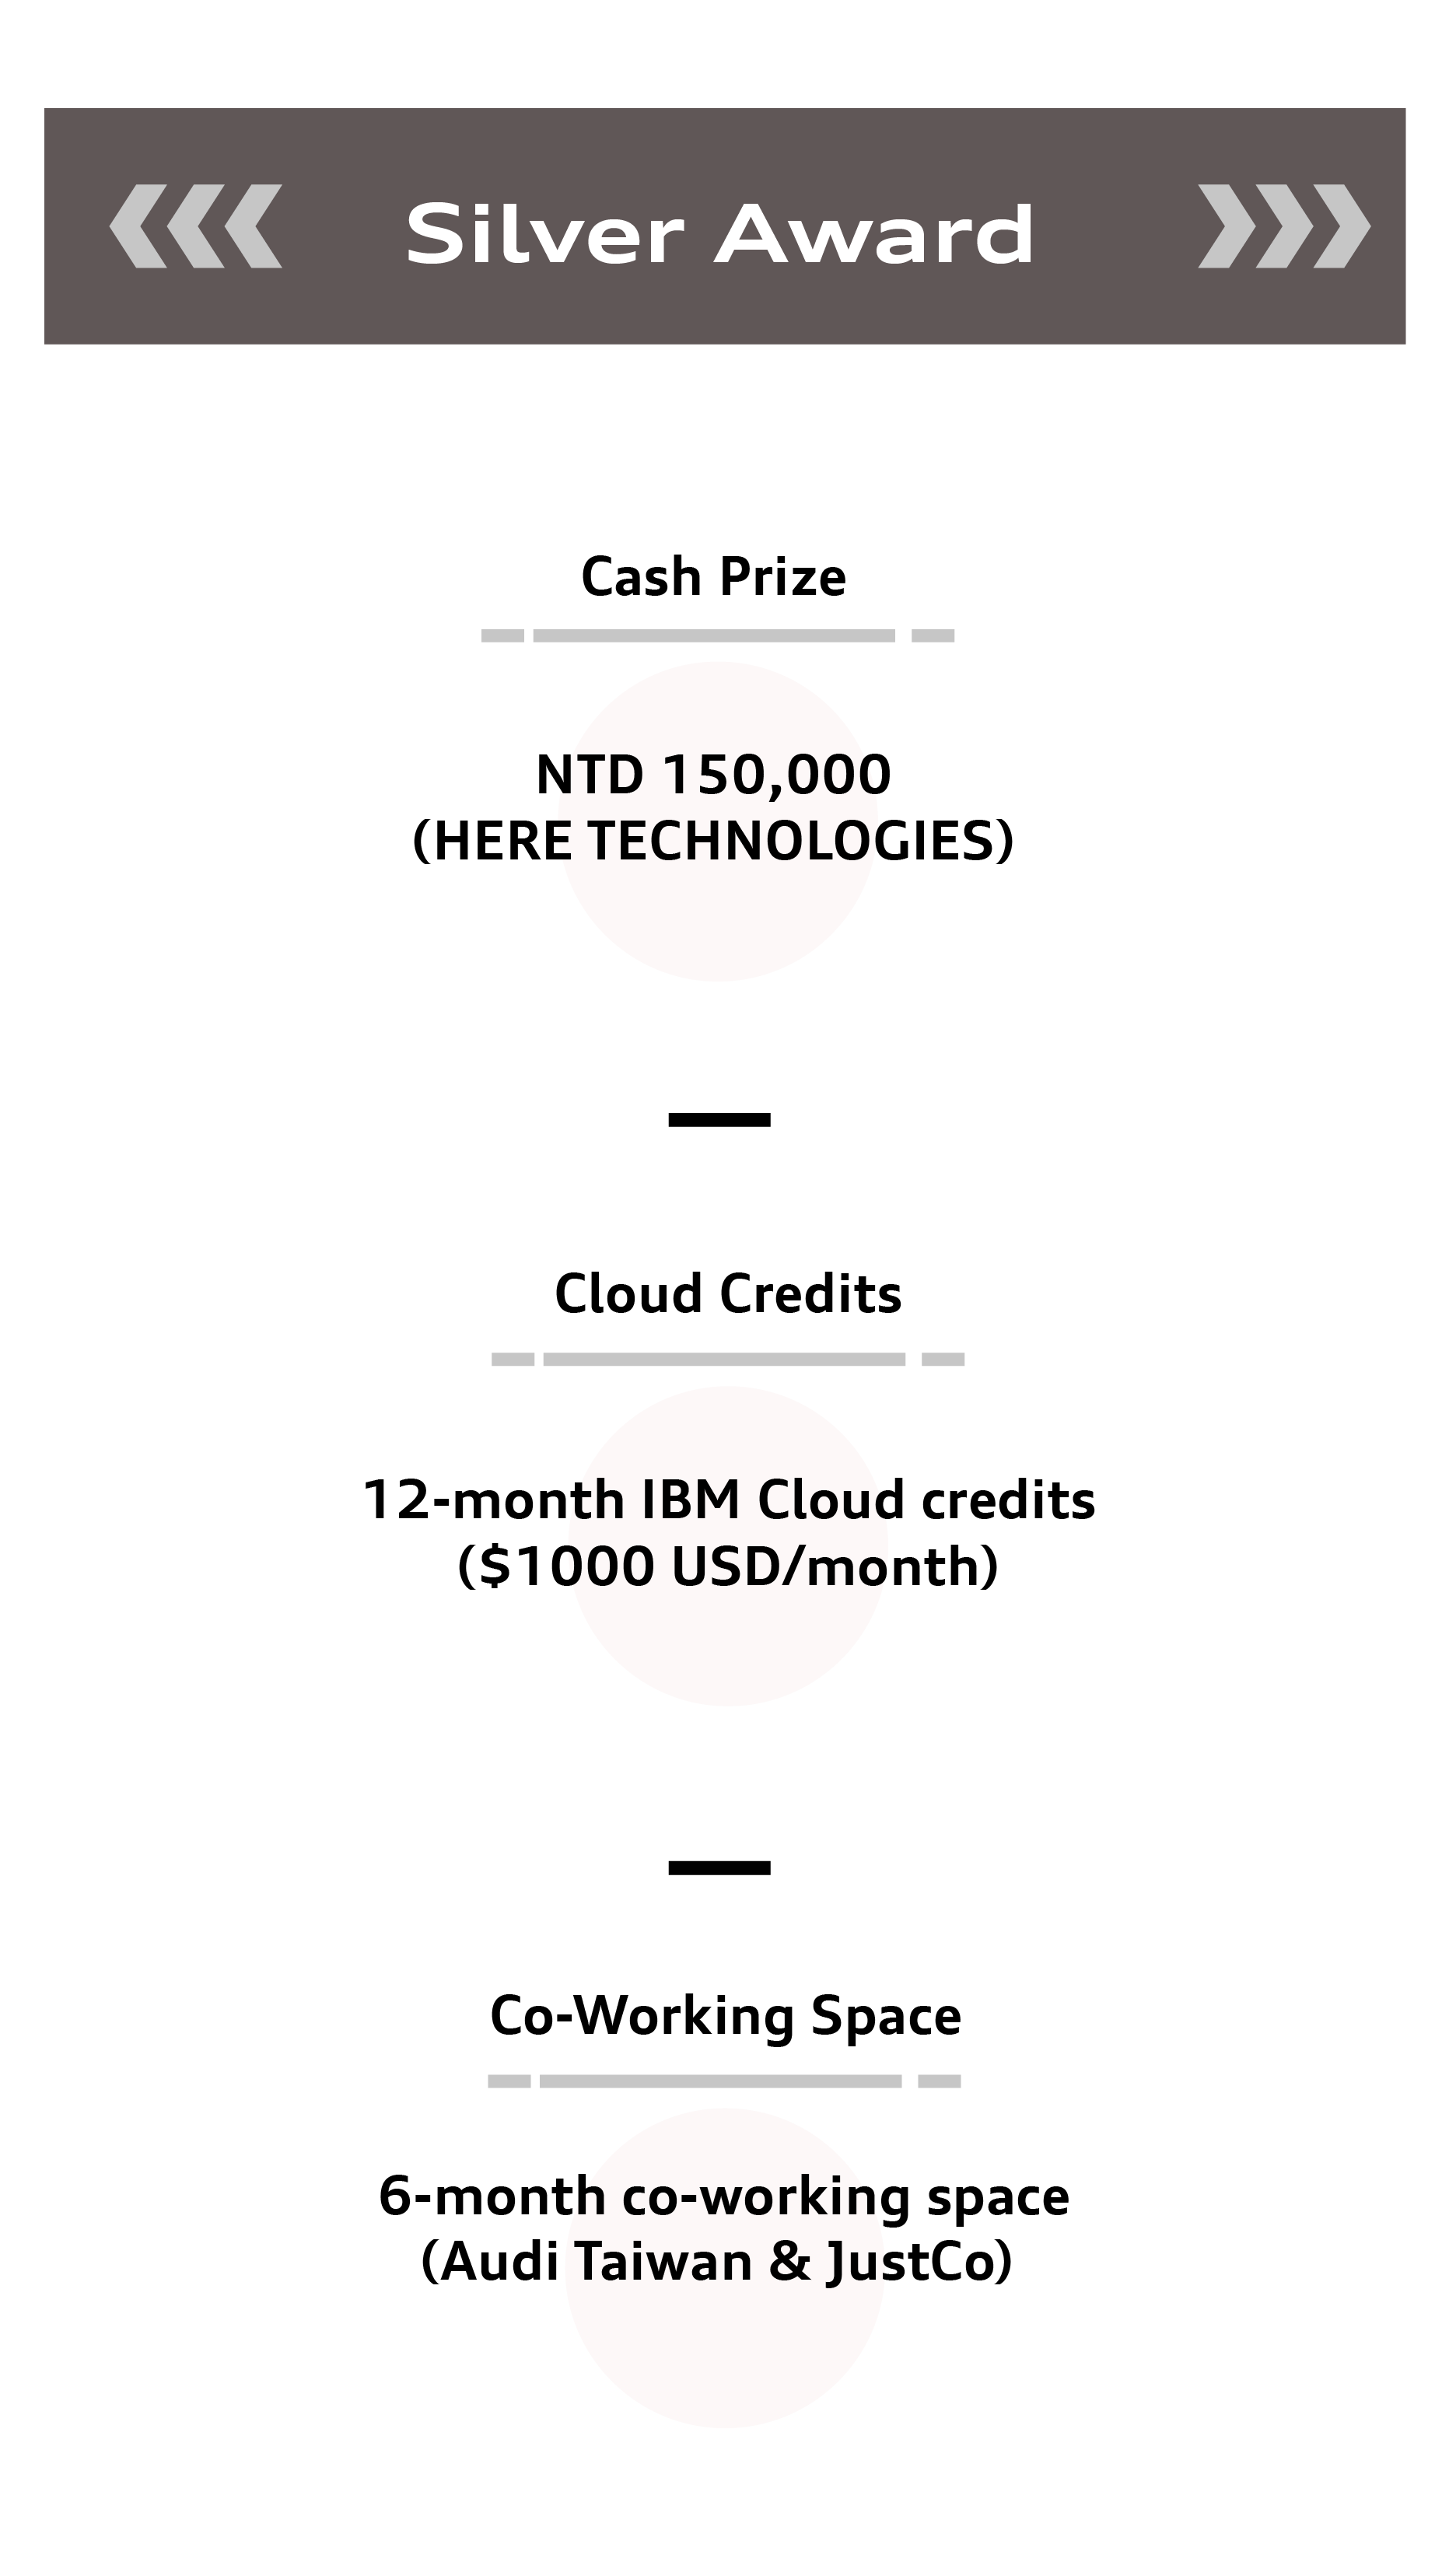 Silver Award
Cash Prize
NTD 150,000
(HERE TECHNOLOGIES)
Cloud Credits
12-month IBM Cloud credits
($1000 USD/month)
Co-Working Space
6-month co-working space
(Audi Taiwan & JustCo)